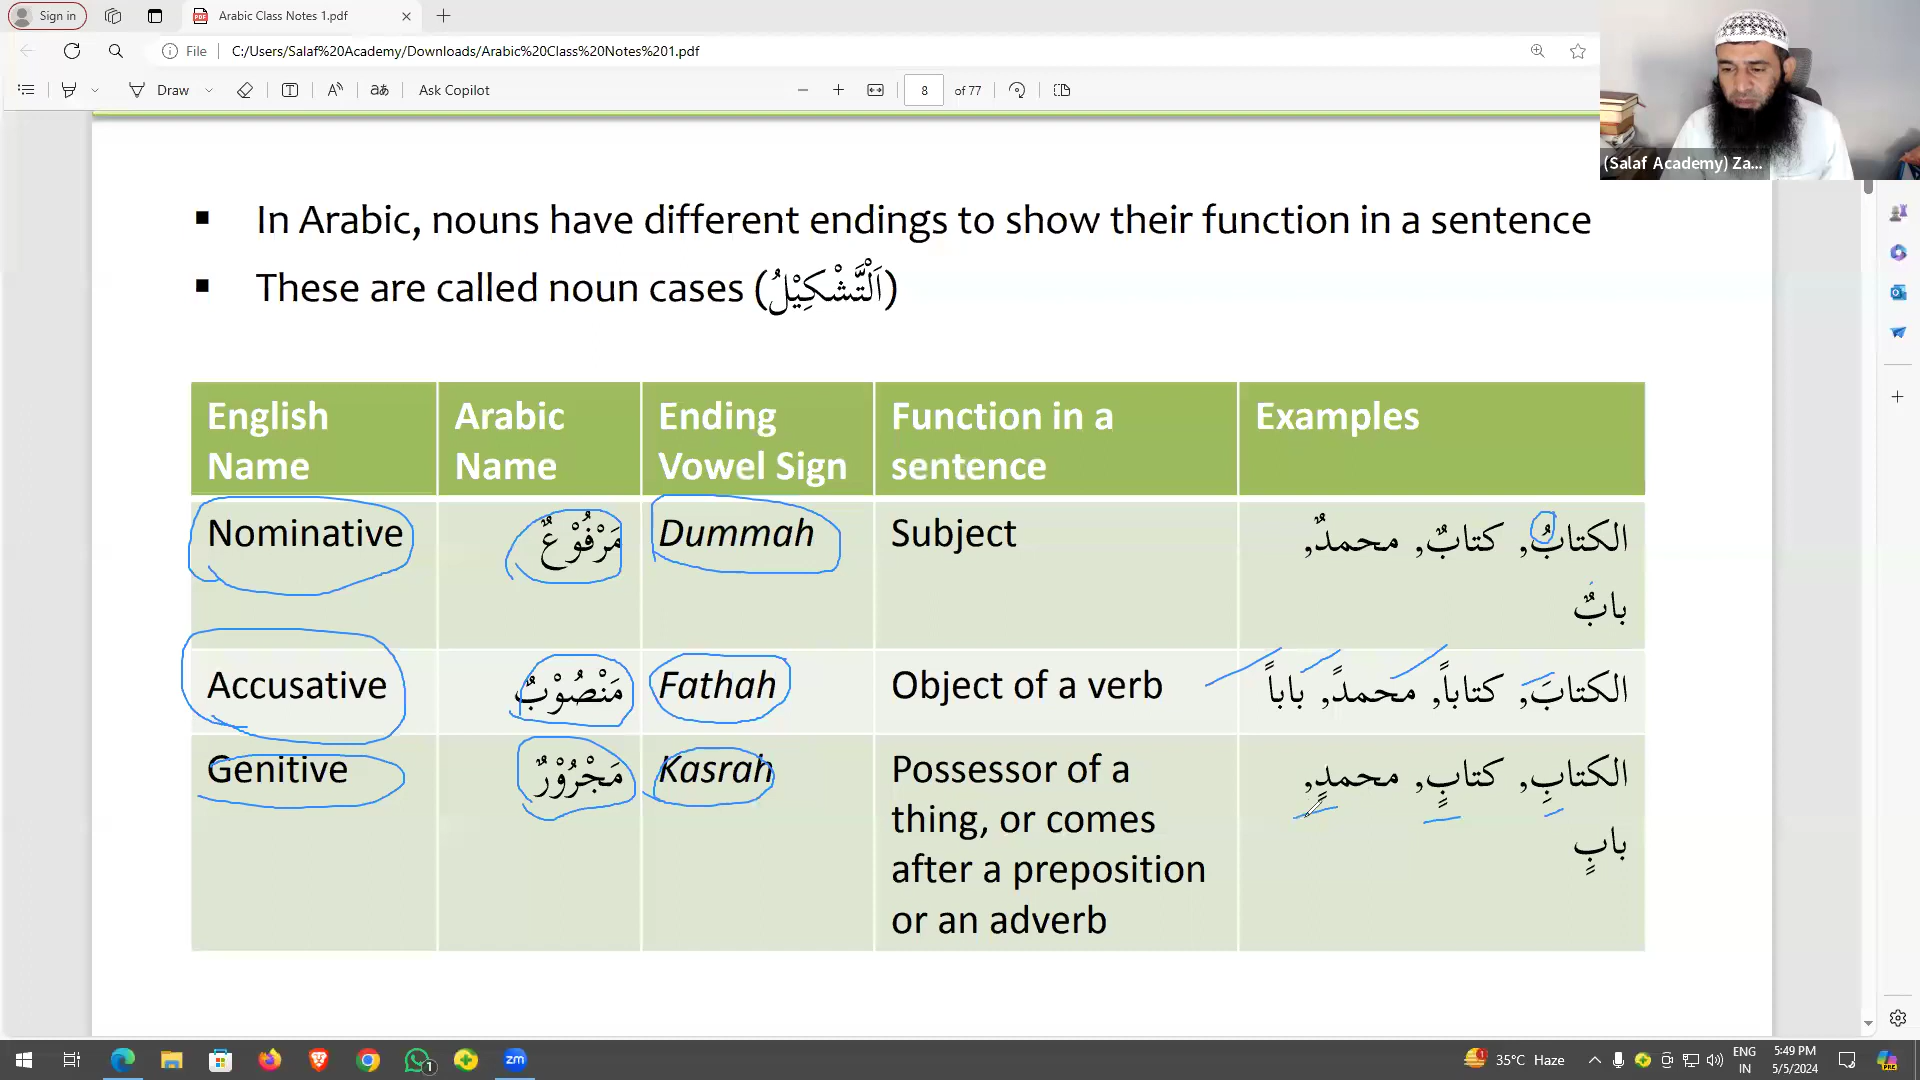 Sign in
Arabic Class Notes 1.pdf
File
C:/Users/Salaf%20Academy/Downloads/Arabic%20Class%20Notes%201.pdf
Draw
Ask Copilot
8 of 77
(Salaf Academy) Za...
In Arabic, nouns have different endings to show their function in a sentence
These are called noun cases (اَلْتَّشْكِيْلُ)
English Name
Arabic Name
Ending Vowel Sign
Function in a sentence
Examples
Nominative
مَرْفُوْعٌ
Dummah
Subject
الكتابُ, كتابٌ, محمدٌ,
بابٌ
Accusative
مَنْصُوْبٌ
Fathah
Object of a verb
الكتابَ, كتاباً, محمدً, باباً
Genitive
مَجْرُوْرٌ
Kasrah
Possessor of a
thing, or comes
after a preposition
or an adverb
الكتابِ, كتابٍ, محمدٍ,
بابٍ
35°C Haze
ENG
IN
5:49 PM
5/5/2024